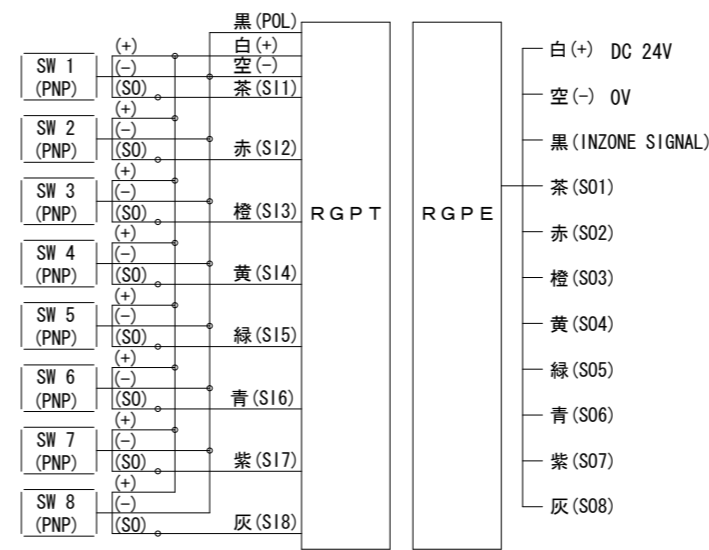 黒(POL)
(+) 白(+)
SW 1 (-) 空(-)
(PNP) (SO) 茶(SI1)
(+)
SW 2 (-)
(PNP) (SO) 赤(SI2)
(+)
SW 3 (-)
(PNP) (SO) 橙(SI3)
(+)
SW 4 (-)
(PNP) (SO) 黄(SI4)
(+)
SW 5 (-)
(PNP) (SO) 緑(SI5)
(+)
SW 6 (-)
(PNP) (SO) 青(SI6)
(+)
SW 7 (-)
(PNP) (SO) 紫(SI7)
(+)
SW 8 (-)
(PNP) (SO) 灰(SI8)
RGPT
RGPE
白(+) DC 24V
空(-) 0V
黒(INZONE SIGNAL)
茶(SO1)
赤(SO2)
橙(SO3)
黄(SO4)
緑(SO5)
青(SO6)
紫(SO7)
灰(SO8)